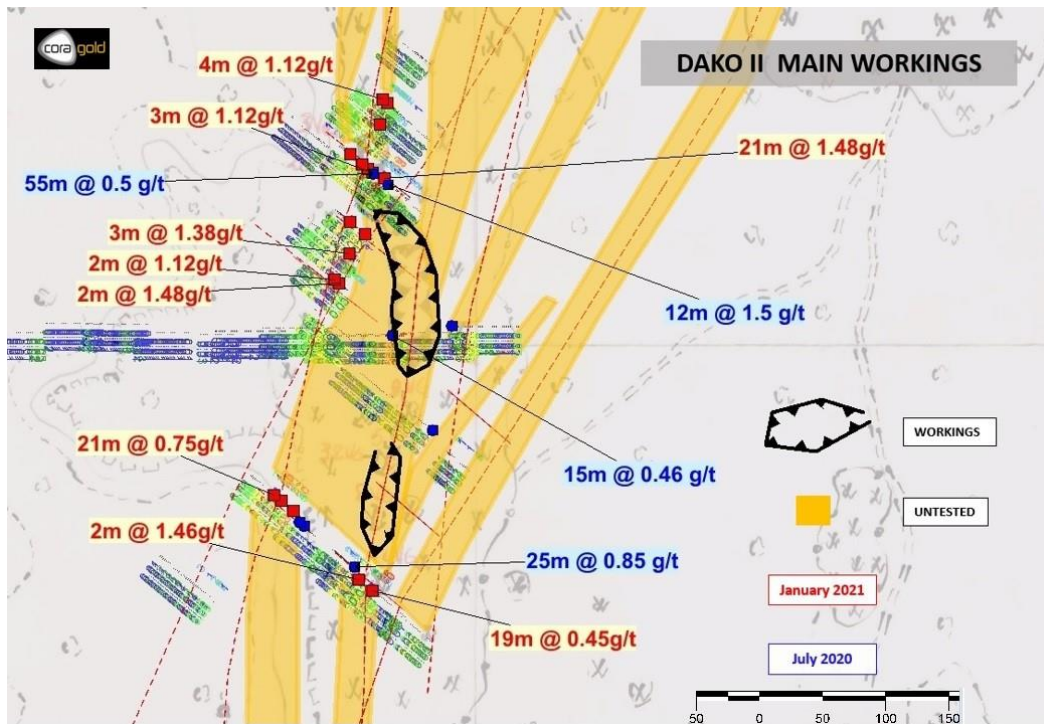 cora gold
DAKO II MAIN WORKINGS
4m @ 1.12g/t
3m @ 1.12g/t
21m @ 1.48g/t
55m @ 0.5 g/t
3m @ 1.38g/t
2m @ 1.12g/t
2m @ 1.48g/t
12m @ 1.5 g/t
21m @ 0.75g/t
15m @ 0.46 g/t
2m @ 1.46g/t
25m @ 0.85 g/t
19m @ 0.45g/t
WORKINGS
UNTESTED
January 2021
July 2020
50 0 50 100 150